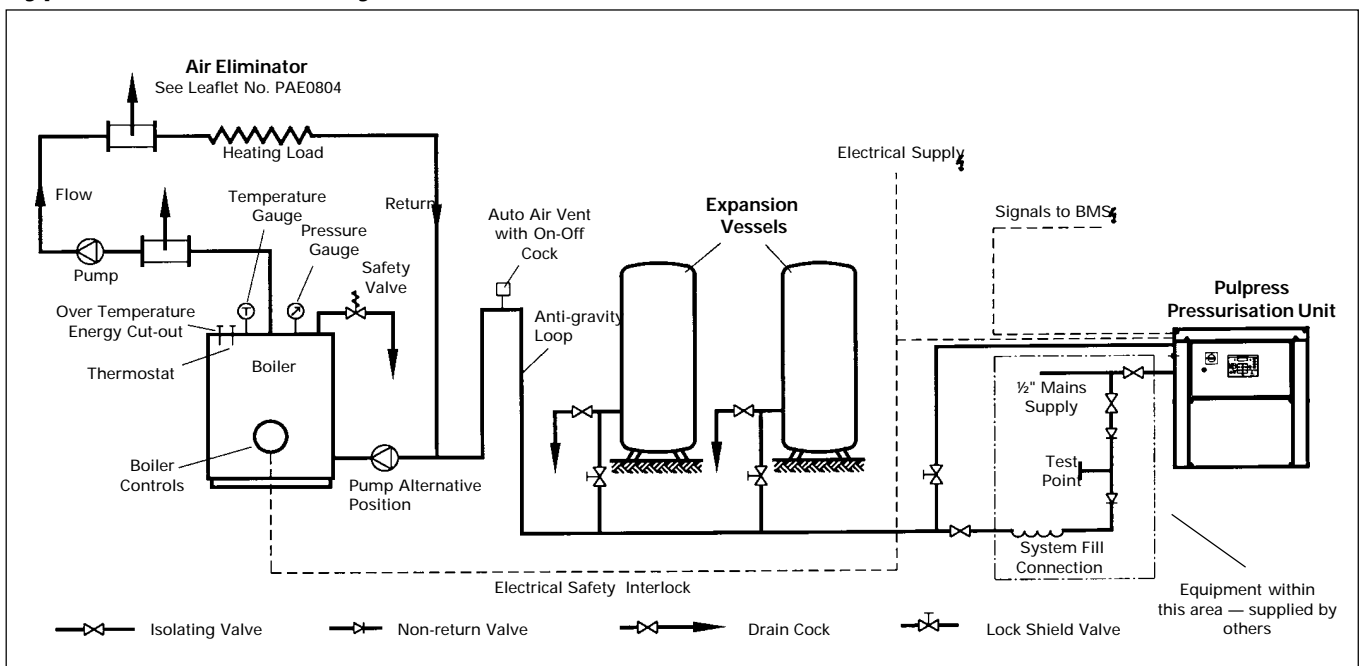 Air Eliminator
See Leaflet No. PAE0804
Heating Load
Flow
Temperature
Gauge
Return
Pressure
Gauge
Pump
Safety
Valve
Over Temperature
Energy Cut-out
Thermostat
Boiler
Boiler
Controls
Pump Alternative
Position
Auto Air Vent
with On-Off
Cock
Anti-gravity
Loop
Expansion
Vessels
Electrical Supply
Signals to BMS
Pulpress
Pressurisation Unit
½" Mains
Supply
Test
Point
System Fill
Connection
Electrical Safety Interlock
Equipment within
this area — supplied by
others
Isolating Valve
Non-return Valve
Drain Cock
Lock Shield Valve
T